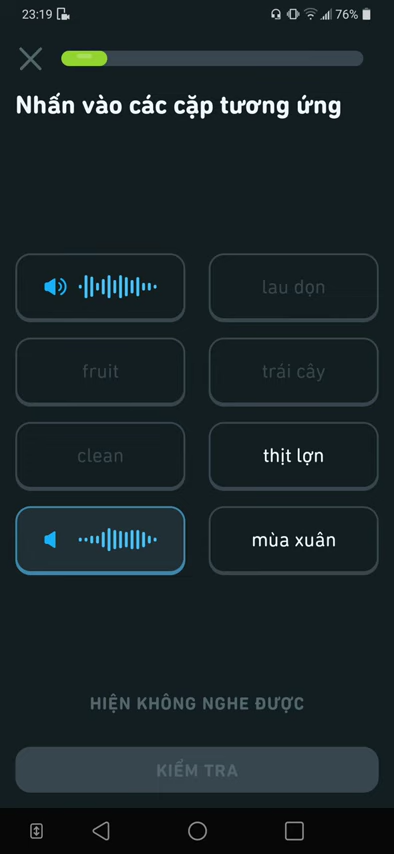 23:19
76%
Nhấn vào các cặp tương ứng
lau dọn
fruit
trái cây
clean
thịt lợn
mùa xuân
HIỆN KHÔNG NGHE ĐƯỢC
KIỂM TRA